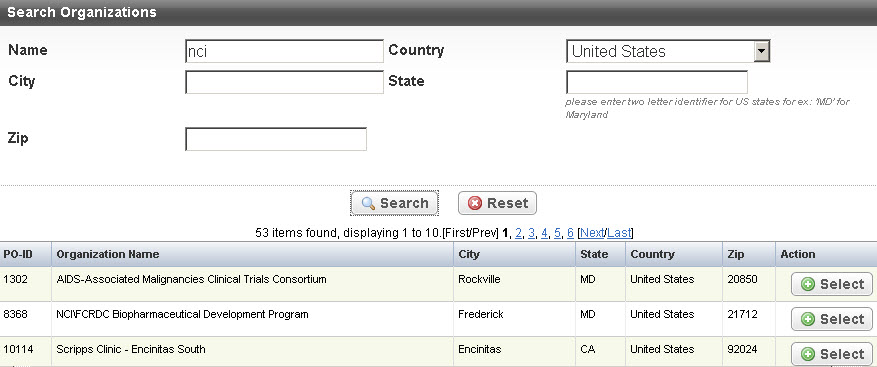 Search Organizations
Name nci Country United States
City State
please enter two letter identifier for US states for ex: 'MD' for
Maryland
Zip
Search Reset
53 items found, displaying 1 to 10.[First/Prev] 1, 2, 3, 4, 5, 6 [Next/Last]
PO-ID Organization Name City State Country Zip Action
1302 AIDS-Associated Malignancies Clinical Trials Consortium Rockville MD United States 20850 Select
8368 NCI\FCRDC Biopharmaceutical Development Program Frederick MD United States 21712 Select
10114 Scripps Clinic - Encinitas South Encinitas CA United States 92024 Select